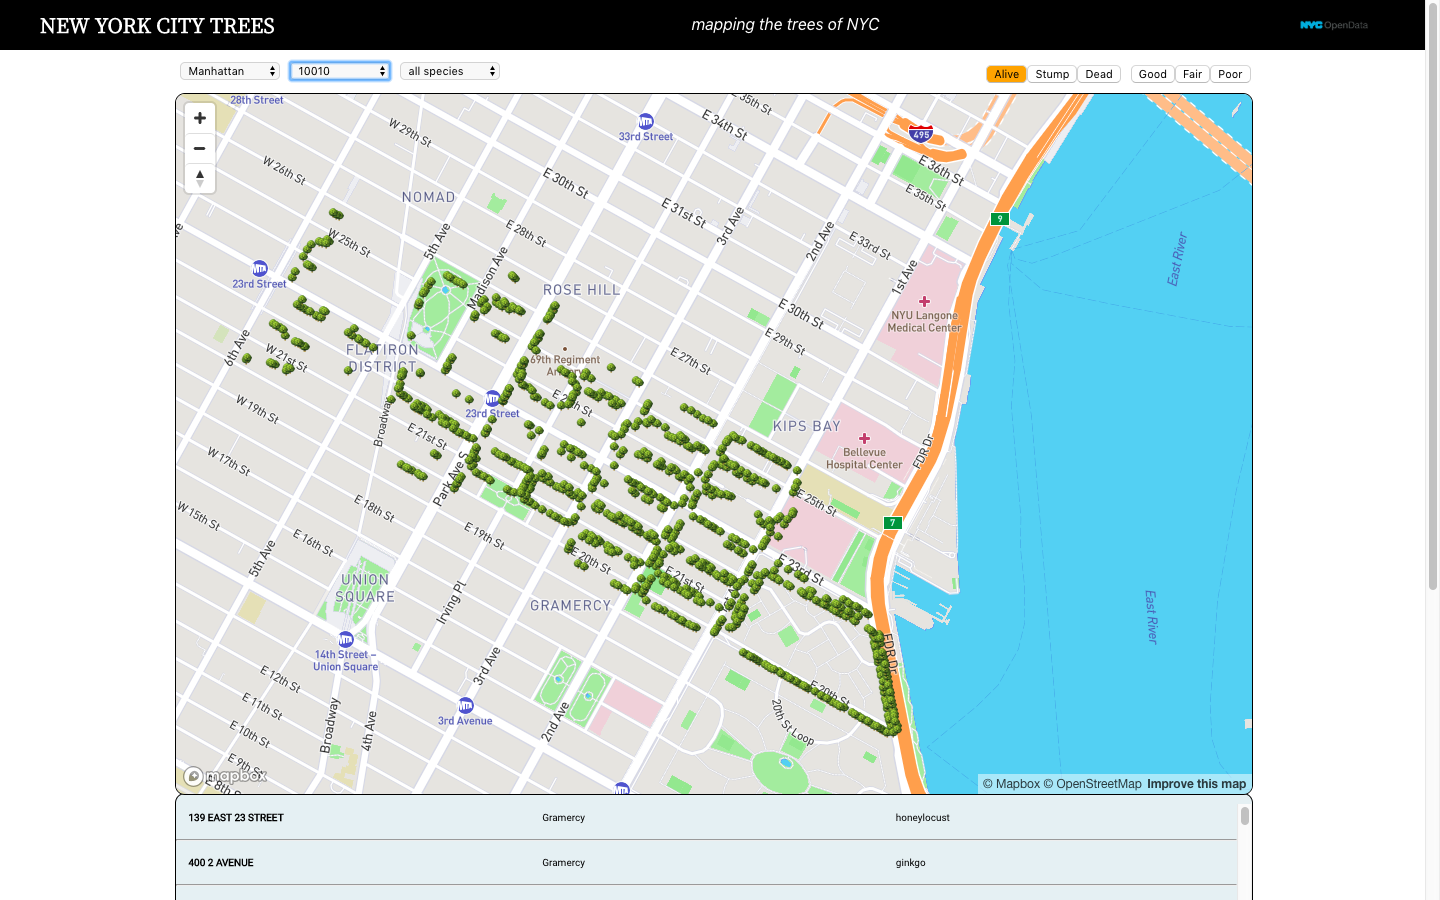 NEW YORK CITY TREES
mapping the trees of NYC
NYC OpenData
Manhattan
10010
all species
Alive
Stump
Dead
Good
Fair
Poor
28th Street
W 29th St
33rd Street
E 35th St
E 34th St
495
E 36th St
W 26th St
NOMAD
E 30th St
E 35th St
E 31st St
3rd Ave
9
5th Ave
E 28th St
W 25th St
2nd Ave
E 33rd St
East River
23rd Street
Madison Ave
ROSE HILL
1st Ave
E 30th St
NYU Langone
Medical Center
6th Ave
W 21st St
FLATIRON
DISTRICT
69th Regiment
E 27th St
E 29th St
W 19th St
Broadway
23rd Street
E 21st St
KIPS BAY
Bellevue
Hospital Center
FDR Dr
W 17th St
Park Ave S
E 25th St
W 15th St
E 18th St
E 19th St
7
E 16th St
5th Ave
E 20th St
E 23rd St
UNION
SQUARE
Irving Pl
E 21st St
GRAMERCY
East River
14th Street –
Union Square
FDR Dr
E 12th St
3rd Ave
E 20th St
E 11th St
3rd Avenue
2nd Ave
20th St Loop
E 10th St
Broadway
4th Ave
E 9th St
E 8th St
mapbox
© Mapbox © OpenStreetMap Improve this map
139 EAST 23 STREET
Gramercy
honeylocust
400 2 AVENUE
Gramercy
ginkgo